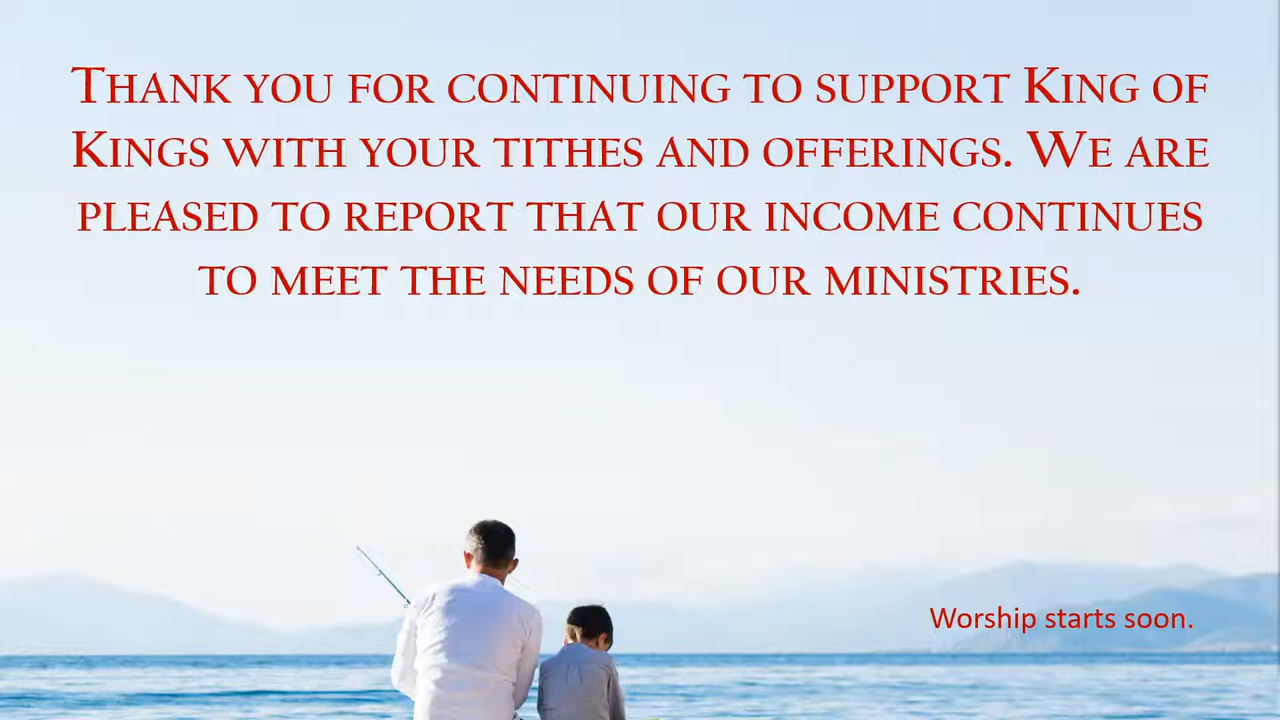 Thank you for continuing to support King of
Kings with your tithes and offerings. We are
pleased to report that our income continues
to meet the needs of our ministries.
Worship starts soon.